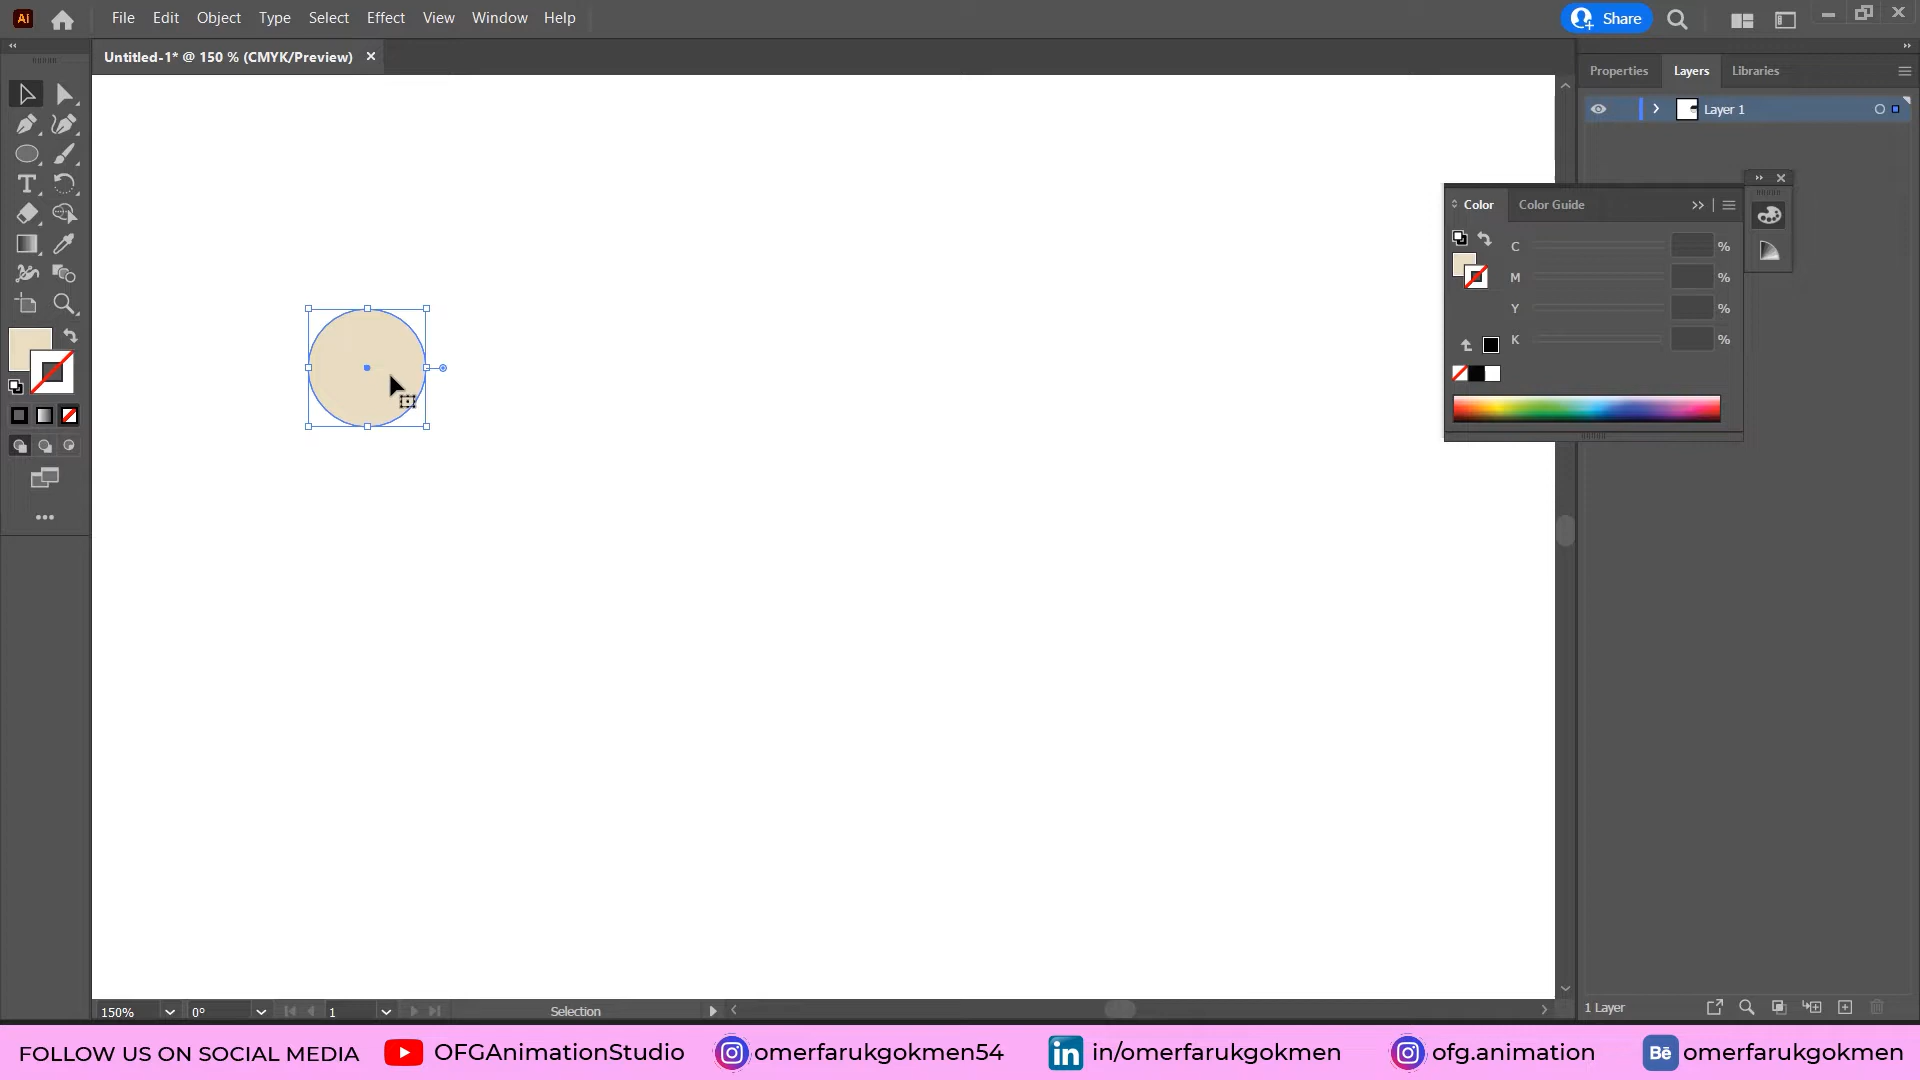 Ai File Edit Object Type Select Effect View Window Help Share
Untitled-1* @ 150 % (CMYK/Preview)
Properties Layers Libraries
Layer 1
Color Color Guide
C %
M %
Y %
K %
T
150% 0° 1 Selection
1 Layer
FOLLOW US ON SOCIAL MEDIA OFGAnimationStudio omerfarukgokmen54 in in/omerfarukgokmen ofg.animation Bē omerfarukgokmen